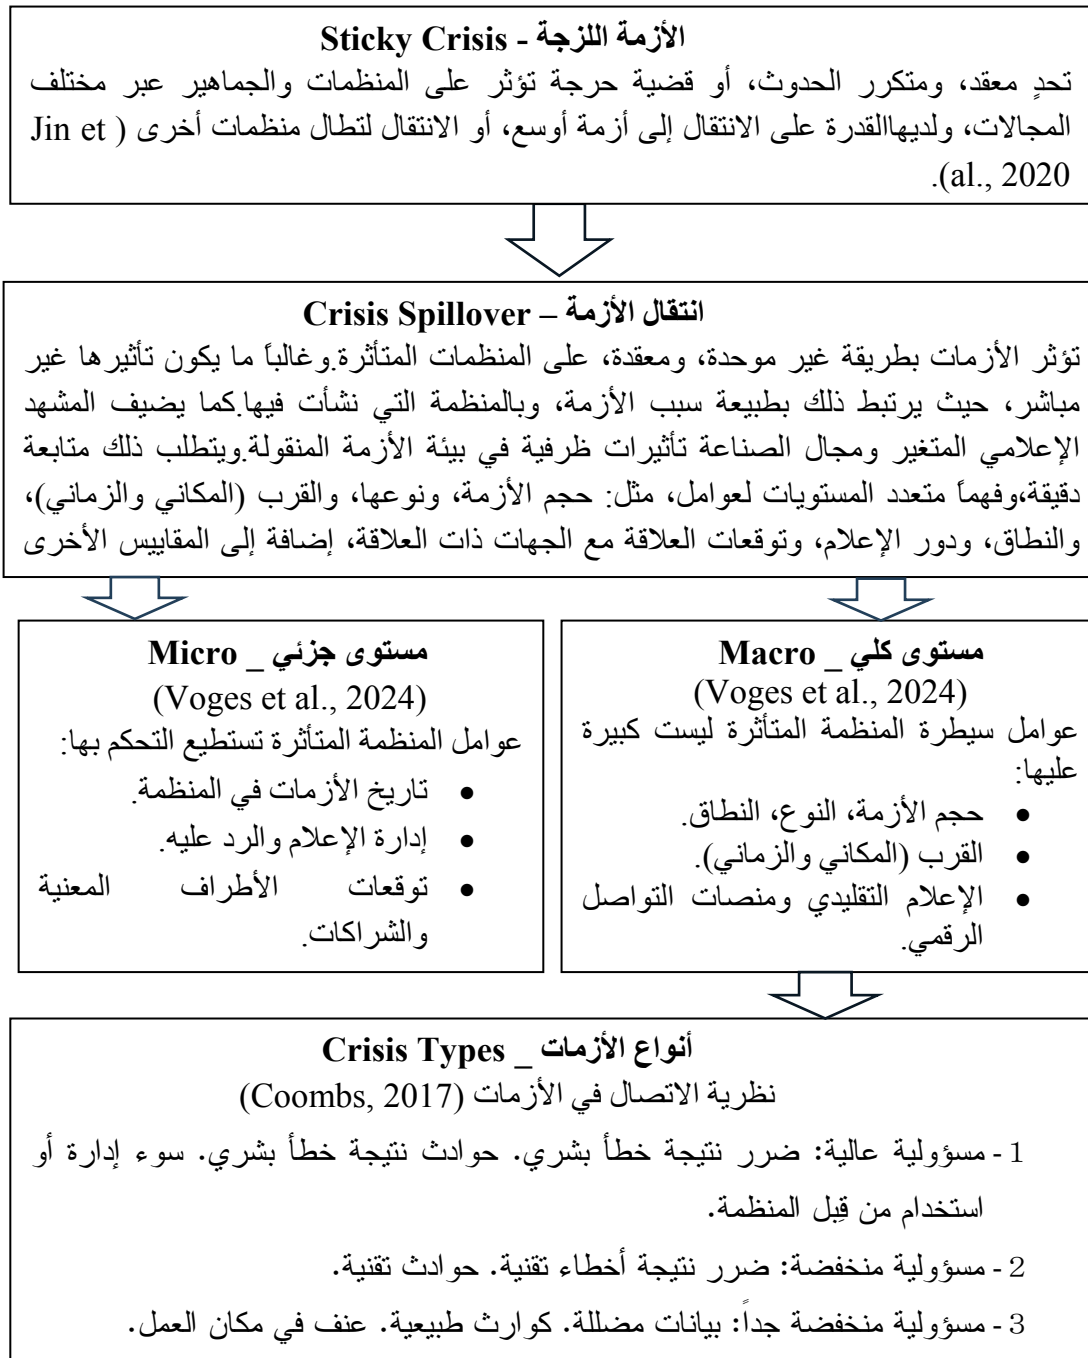 الأزمة اللزجة - Sticky Crisis
تحدٍ معقد، ومتكرر الحدوث، أو قضية حرجة تؤثر على المنظمات والجماهير عبر مختلف
المجالات، ولديهاالقدرة على الانتقال إلى أزمة أوسع، أو الانتقال لتطال منظمات أخرى (Jin et
al., 2020).
انتقال الأزمة – Crisis Spillover
تؤثر الأزمات بطريقة غير موحدة، ومعقدة، على المنظمات المتأثرة.وغالباً ما يكون تأثيرها غير
مباشر، حيث يرتبط ذلك بطبيعة سبب الأزمة، وبالمنظمة التي نشأت فيها.كما يضيف المشهد
الإعلامي المتغير ومجال الصناعة تأثيرات ظرفية في بيئة الأزمة المنقولة.ويتطلب ذلك متابعة
دقيقة،وفهماً متعدد المستويات لعوامل، مثل: حجم الأزمة، ونوعها، والقرب (المكاني والزماني)،
والنطاق، ودور الإعلام، وتوقعات العلاقة مع الجهات ذات العلاقة، إضافة إلى المقاييس الأخرى
مستوى كلي _ Macro
(Voges et al., 2024)
عوامل سيطرة المنظمة المتأثرة ليست كبيرة
عليها:
• حجم الأزمة، النوع، النطاق.
• القرب (المكاني والزماني).
• الإعلام التقليدي ومنصات التواصل
الرقمي.
مستوى جزئي _ Micro
(Voges et al., 2024)
عوامل المنظمة المتأثرة تستطيع التحكم بها:
• تاريخ الأزمات في المنظمة.
• إدارة الإعلام والرد عليه.
• توقعات الأطراف المعنية
والشراكات.
أنواع الأزمات _ Crisis Types
نظرية الاتصال في الأزمات (Coombs, 2017)
1- مسؤولية عالية: ضرر نتيجة خطأ بشري. حوادث نتيجة خطأ بشري. سوء إدارة أو
استخدام من قِبل المنظمة.
2- مسؤولية منخفضة: ضرر نتيجة أخطاء تقنية. حوادث تقنية.
3- مسؤولية منخفضة جداً: بيانات مضللة. كوارث طبيعية. عنف في مكان العمل.